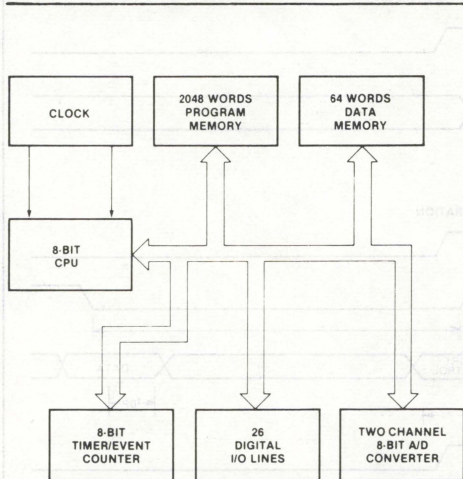 CLOCK
2048 WORDS
PROGRAM
MEMORY
64 WORDS
DATA
MEMORY
8-BIT
CPU
8-BIT
TIMER/EVENT
COUNTER
26
DIGITAL
I/O LINES
TWO CHANNEL
8-BIT A/D
CONVERTER